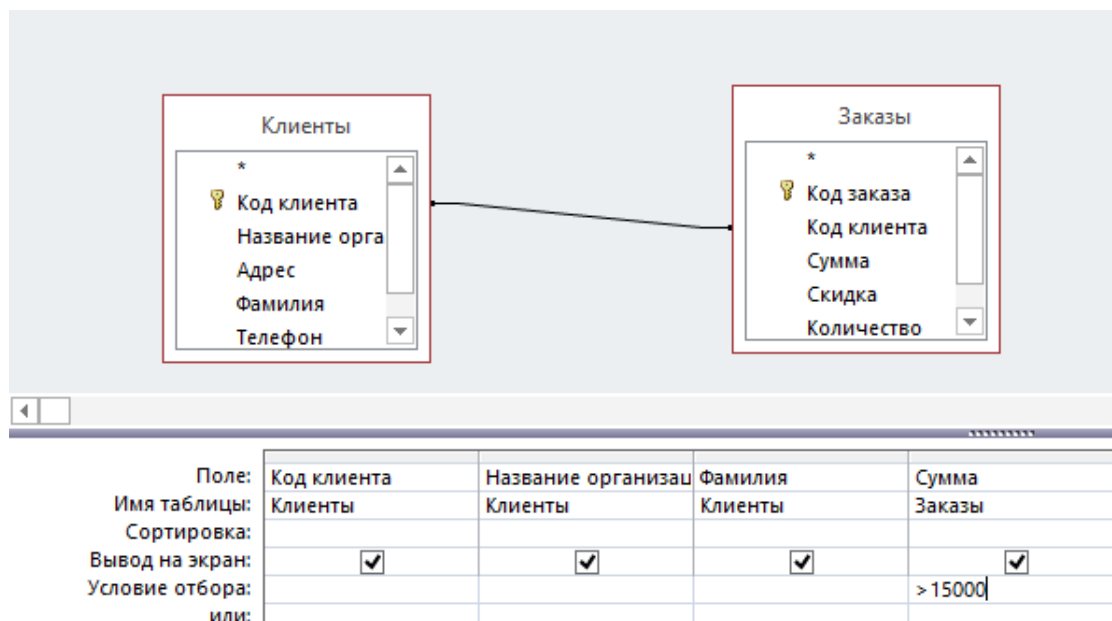 Клиенты
*
Код клиента
Название орга
Адрес
Фамилия
Телефон
Заказы
*
Код заказа
Код клиента
Сумма
Скидка
Количество
Поле: Код клиента Название организац Фамилия Сумма
Имя таблицы: Клиенты Клиенты Клиенты Заказы
Сортировка:
Вывод на экран:
Условие отбора: >15000
или: